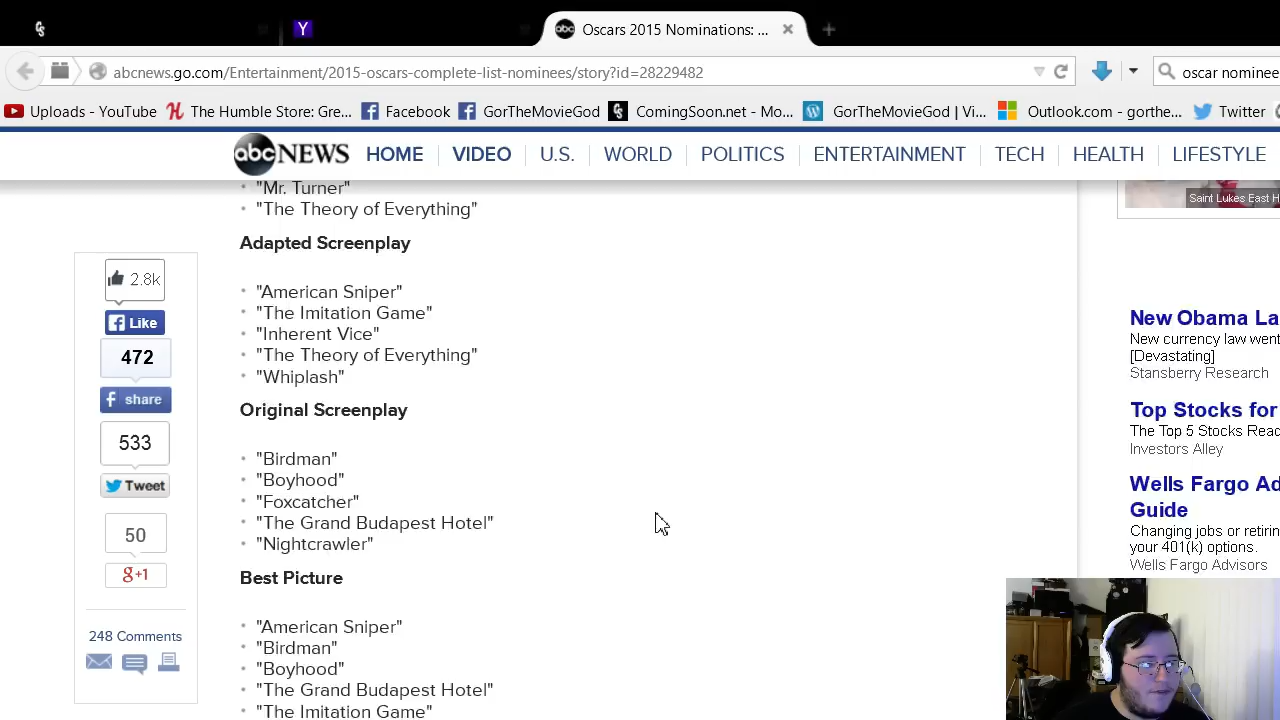 Y
abc
Oscars 2015 Nominations: ...
abcnews.go.com/Entertainment/2015-oscars-complete-list-nominees/story?id=28229482
oscar nominee
Uploads - YouTube
The Humble Store: Gre...
Facebook
GorTheMovieGod
ComingSoon.net - Mo...
GorTheMovieGod | Vi...
Outlook.com - gorthe...
Twitter
abc NEWS
HOME
VIDEO
U.S.
WORLD
POLITICS
ENTERTAINMENT
TECH
HEALTH
LIFESTYLE
"Mr. Turner"
"The Theory of Everything"
Adapted Screenplay
"American Sniper"
"The Imitation Game"
"Inherent Vice"
"The Theory of Everything"
"Whiplash"
Original Screenplay
"Birdman"
"Boyhood"
"Foxcatcher"
"The Grand Budapest Hotel"
"Nightcrawler"
Best Picture
"American Sniper"
"Birdman"
"Boyhood"
"The Grand Budapest Hotel"
"The Imitation Game"
2.8k
Like
472
share
533
Tweet
50
g+1
248 Comments
Saint Lukes East H
New Obama La
New currency law went
[Devastating]
Stansberry Research
Top Stocks for
The Top 5 Stocks Read
Investors Alley
Wells Fargo Ad
Guide
Changing jobs or retirin
your 401(k) options.
Wells Fargo Advisors